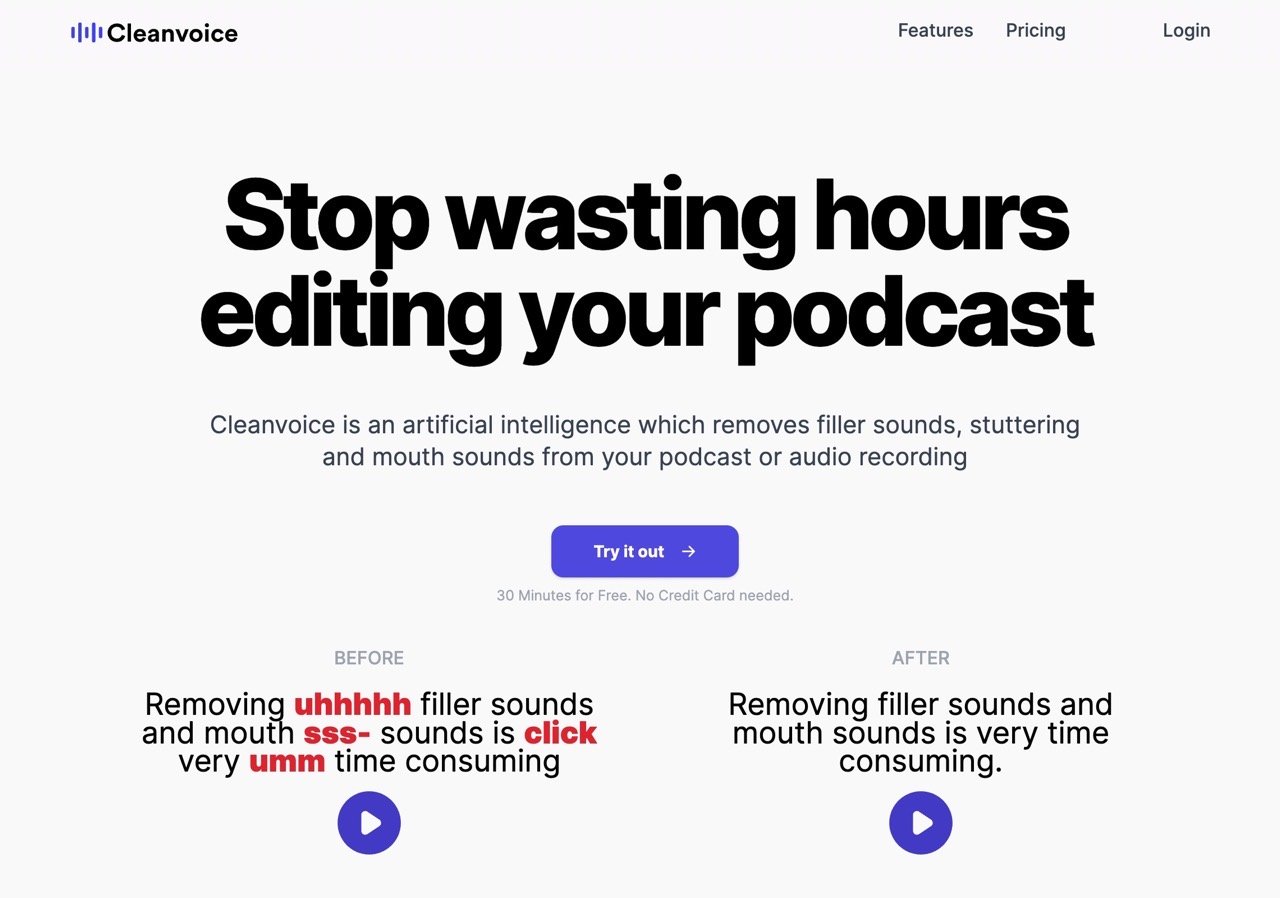 Cleanvoice
Features
Pricing
Login
Stop wasting hours
editing your podcast
Cleanvoice is an artificial intelligence which removes filler sounds, stuttering
and mouth sounds from your podcast or audio recording
Try it out →
30 Minutes for Free. No Credit Card needed.
BEFORE
Removing uhhhhh filler sounds
and mouth sss- sounds is click
very umm time consuming
AFTER
Removing filler sounds and
mouth sounds is very time
consuming.